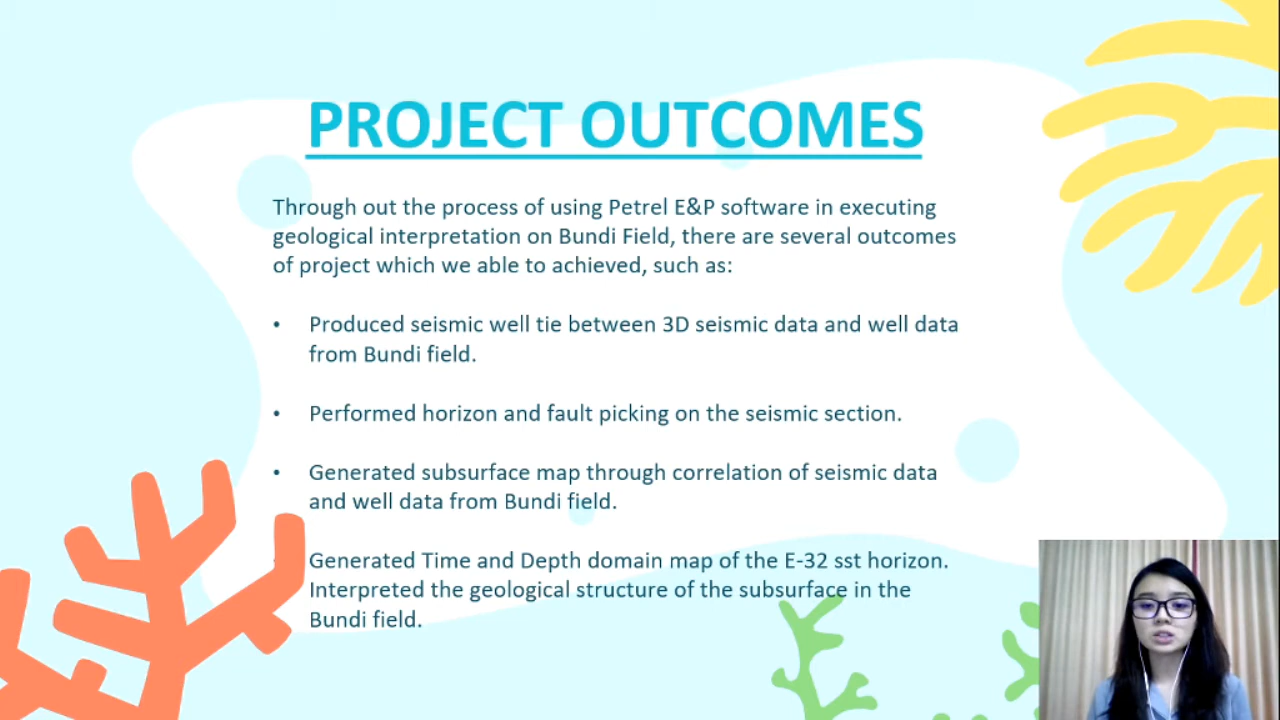 PROJECT OUTCOMES
Through out the process of using Petrel E&P software in executing
geological interpretation on Bundi Field, there are several outcomes
of project which we able to achieved, such as:
• Produced seismic well tie between 3D seismic data and well data
from Bundi field.
• Performed horizon and fault picking on the seismic section.
• Generated subsurface map through correlation of seismic data
and well data from Bundi field.
Generated Time and Depth domain map of the E-32 sst horizon.
Interpreted the geological structure of the subsurface in the
Bundi field.